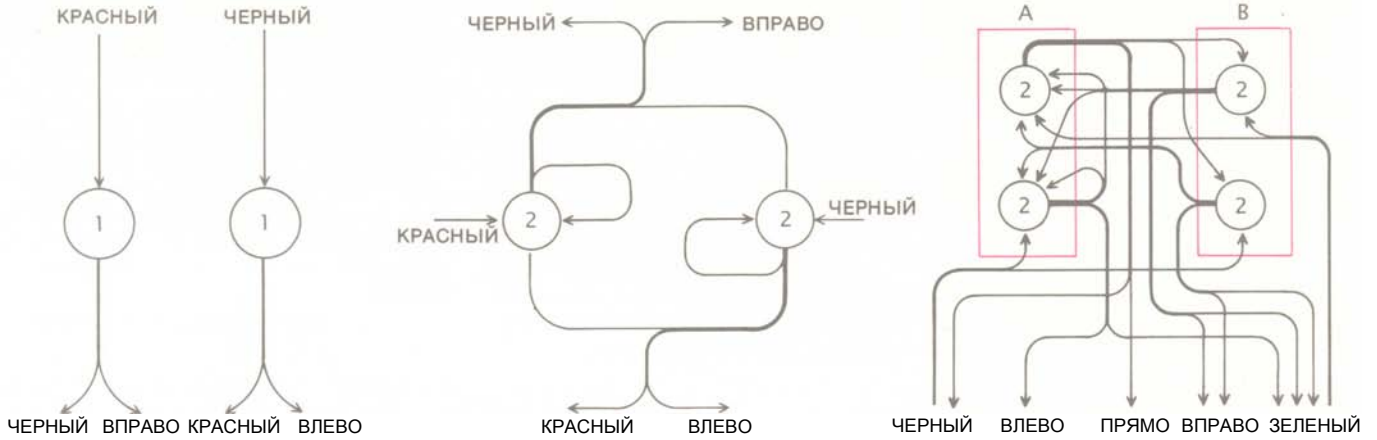 КРАСНЫЙ ЧЕРНЫЙ
1 1
ЧЕРНЫЙ ВПРАВО КРАСНЫЙ ВЛЕВО
ЧЕРНЫЙ ВПРАВО
КРАСНЫЙ 2 2 ЧЕРНЫЙ
КРАСНЫЙ ВЛЕВО
A B
2 2
2 2
ЧЕРНЫЙ ВЛЕВО ПРЯМО ВПРАВО ЗЕЛЕНЫЙ